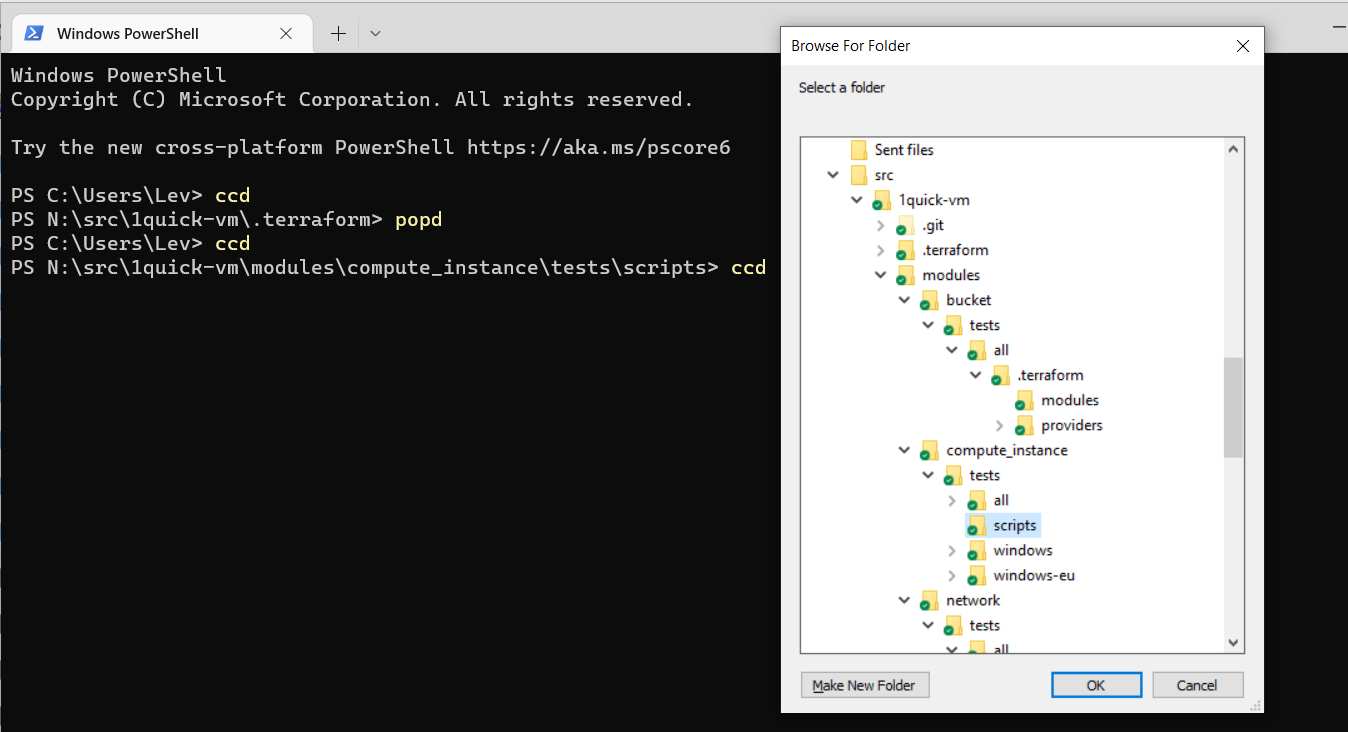 Windows PowerShell
Windows PowerShell
Copyright (C) Microsoft Corporation. All rights reserved.
Try the new cross-platform PowerShell https://aka.ms/pscore6
PS C:\Users\Lev> ccd
PS N:\src\1quick-vm\.terraform> popd
PS C:\Users\Lev> ccd
PS N:\src\1quick-vm\modules\compute_instance\tests\scripts> ccd
Browse For Folder
Select a folder
Sent files
src
1quick-vm
.git
.terraform
modules
bucket
tests
all
.terraform
modules
providers
compute_instance
tests
all
scripts
windows
windows-eu
network
tests
all
Make New Folder
OK
Cancel